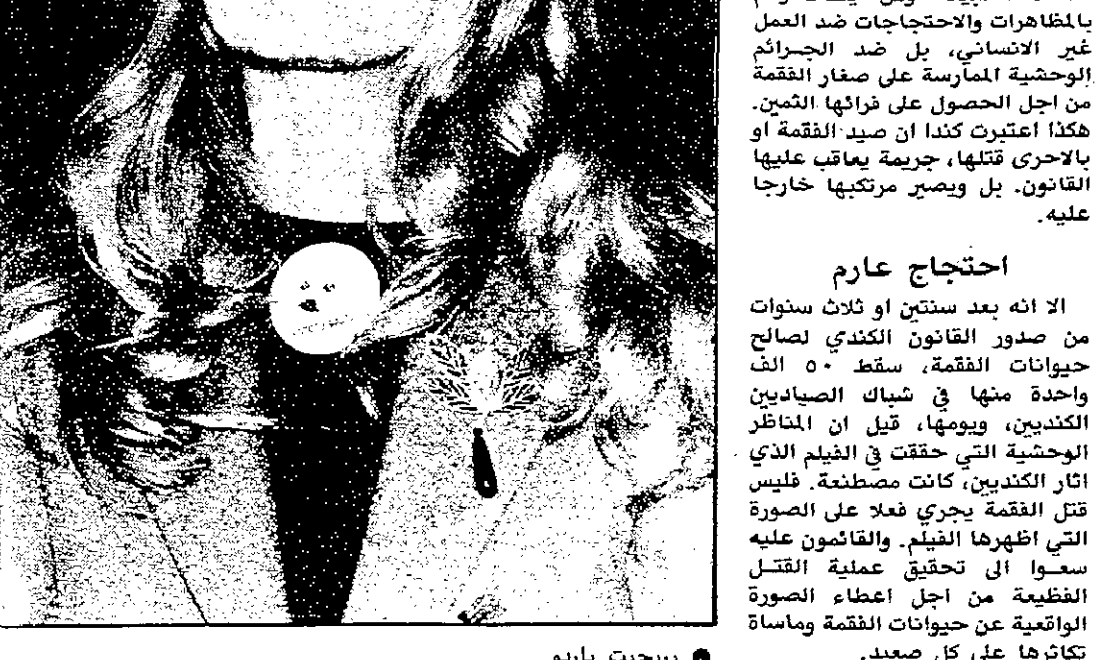 بالمظاهرات والاحتجاجات ضد العمل
غير الانساني، بل ضد الجرائم
الوحشية الممارسة على صغار الفقمة
من اجل الحصول على فرائها الثمين.
هكذا اعتبرت كندا ان صيد الفقمة او
بالاحرى قتلها، جريمة يعاقب عليها
القانون. بل ويصير مرتكبها خارجا
عليه.
احتجاج عارم
الا انه بعد سنتين او ثلاث سنوات
من صدور القانون الكندي لصالح
حيوانات الفقمة، سقط ٥٠ الف
واحدة منها في شباك الصياديين
الكنديين، ويومها، قيل ان المناظر
الوحشية التي حققت في الفيلم الذي
اثار الكنديين، كانت مصطنعة. فليس
قتل الفقمة يجري فعلا على الصورة
التي اظهرها الفيلم. والقائمون عليه
سعوا الى تحقيق عملية القتل
الفظيعة من اجل اعطاء الصورة
الواقعية عن حيوانات الفقمة وماساة
تكاثرها على كل صعيد.